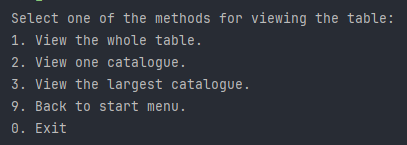 Select one of the methods for viewing the table:
1. View the whole table.
2. View one catalogue.
3. View the largest catalogue.
9. Back to start menu.
0. Exit